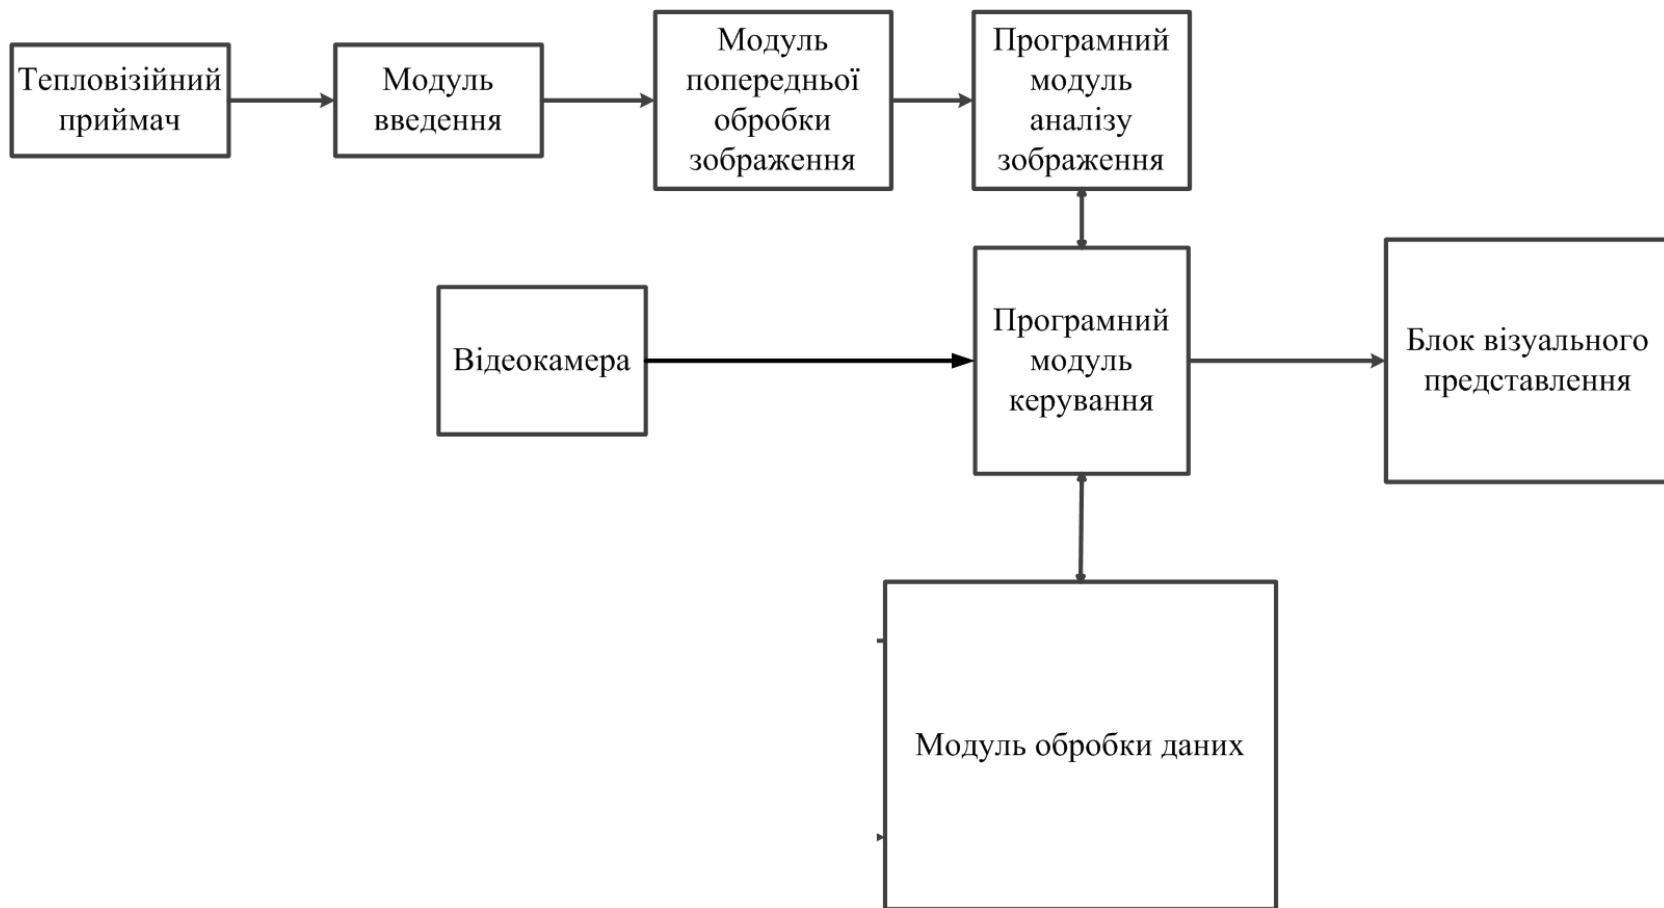 Тепловізійний
приймач
Модуль
введення
Модуль
попередньої
обробки
зображення
Програмний
модуль
аналізу
зображення
Відеокамера
Програмний
модуль
керування
Блок візуального
представлення
Модуль обробки даних